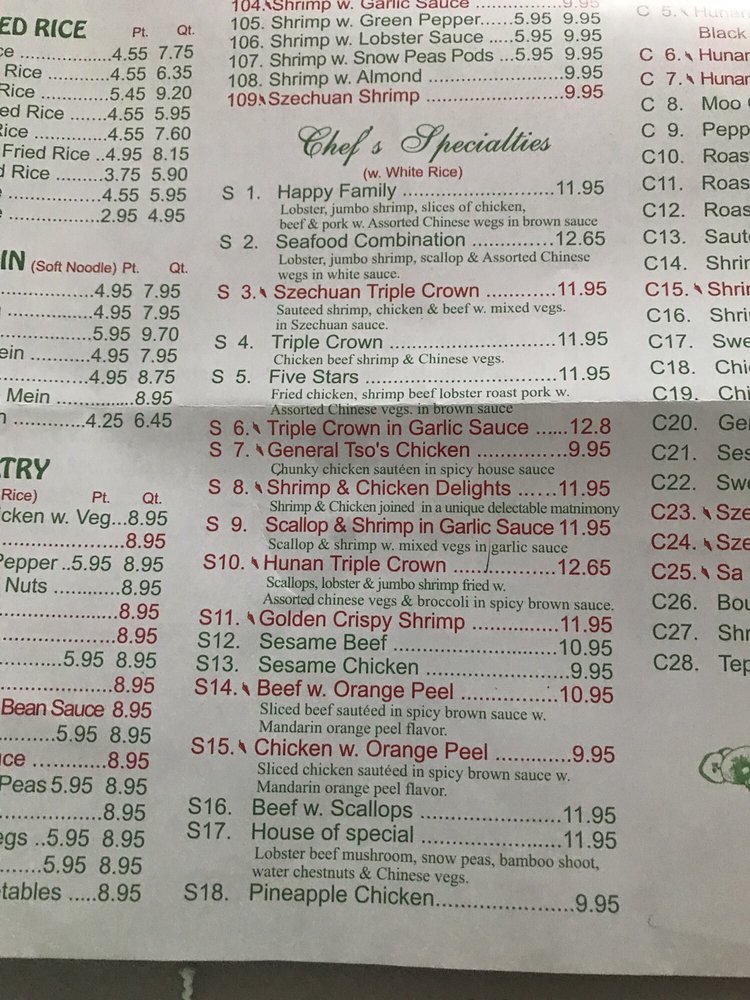 ED RICE Pt. Qt.
ce ..................4.55 7.75
Rice ...............4.55 6.35
Rice ...............5.45 9.20
ed Rice .......4.55 5.95
Rice ..............4.55 7.60
Fried Rice ..4.95 8.15
d Rice .........3.75 5.90
..................4.55 5.95
..................2.95 4.95
IN (Soft Noodle) Pt. Qt.
......................4.95 7.95
......................4.95 7.95
......................5.95 9.70
ein ..............4.95 7.95
......................4.95 8.75
Mein ..............8.95
n ................4.25 6.45
TRY
Rice) Pt. Qt.
cken w. Veg...8.95
......................8.95
Pepper ..5.95 8.95
Nuts ............8.95
......................8.95
......................8.95
............5.95 8.95
......................8.95
Bean Sauce 8.95
...........5.95 8.95
uce ..............8.95
Peas 5.95 8.95
......................8.95
egs ..5.95 8.95
.........5.95 8.95
etables .....8.95
104. Shrimp w. Garlic Sauce ............9.95
105. Shrimp w. Green Pepper......5.95 9.95
106. Shrimp w. Lobster Sauce .....5.95 9.95
107. Shrimp w. Snow Peas Pods ...5.95 9.95
108. Shrimp w. Almond ........................9.95
109. Szechuan Shrimp ........................9.95
Chef's Specialties
(w. White Rice)
S 1. Happy Family ...........................11.95
Lobster, jumbo shrimp, slices of chicken,
beef & pork w. Assorted Chinese wegs in brown sauce
S 2. Seafood Combination ..............12.65
Lobster, jumbo shrimp, scallop & Assorted Chinese
wegs in white sauce.
S 3. Szechuan Triple Crown ............11.95
Sauteed shrimp, chicken & beef w. mixed vegs.
in Szechuan sauce.
S 4. Triple Crown ..............................11.95
Chicken beef shrimp & Chinese vegs.
S 5. Five Stars ..................................11.95
Fried chicken, shrimp beef lobster roast pork w.
Assorted Chinese vegs. in brown sauce
S 6. Triple Crown in Garlic Sauce ......12.8
S 7. General Tso's Chicken ................9.95
Chunky chicken sautéen in spicy house sauce
S 8. Shrimp & Chicken Delights ......11.95
Shrimp & Chicken joined in a unique delectable matnimony
S 9. Scallop & Shrimp in Garlic Sauce 11.95
Scallop & shrimp w. mixed vegs in garlic sauce
S10. Hunan Triple Crown .................12.65
Scallops, lobster & jumbo shrimp fried w.
Assorted chinese vegs & broccoli in spicy brown sauce.
S11. Golden Crispy Shrimp ..............11.95
S12. Sesame Beef ...........................10.95
S13. Sesame Chicken ........................9.95
S14. Beef w. Orange Peel ................10.95
Sliced beef sautéed in spicy brown sauce w.
Mandarin orange peel flavor.
S15. Chicken w. Orange Peel ............9.95
Sliced chicken sautéed in spicy brown sauce w.
Mandarin orange peel flavor.
S16. Beef w. Scallops .......................11.95
S17. House of special .......................11.95
Lobster beef mushroom, snow peas, bamboo shoot,
water chestnuts & Chinese vegs.
S18. Pineapple Chicken.....................9.95
C 5. Hunan
Black
C 6. Hunar
C 7. Hunar
C 8. Moo
C 9. Pepp
C10. Roas
C11. Roas
C12. Roas
C13. Saut
C14. Shrir
C15. Shrir
C16. Shri
C17. Swe
C18. Chi
C19. Chi
C20. Ge
C21. Ses
C22. Swe
C23. Sze
C24. Sze
C25. Sa
C26. Bou
C27. Shr
C28. Tep